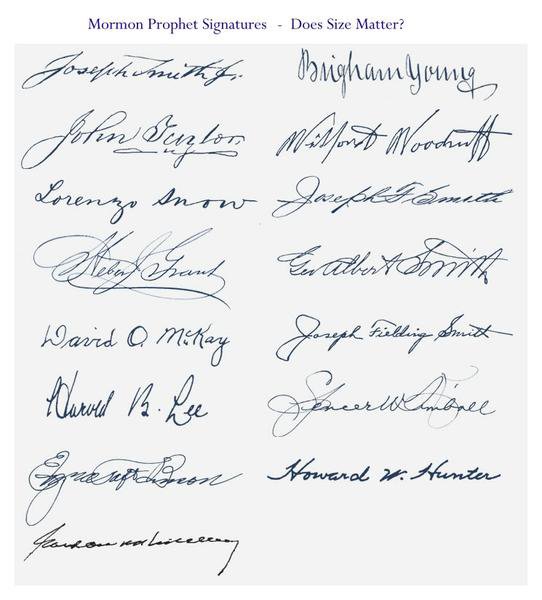 Mormon Prophet Signatures - Does Size Matter?
Joseph Smith Jr.
Brigham Young
John Taylor
Wilford Woodruff
Lorenzo Snow
Joseph F. Smith
Heber J. Grant
Geo Albert Smith
David O. McKay
Joseph Fielding Smith
Harold B. Lee
Spencer W. Kimball
Ezra Taft Benson
Howard W. Hunter